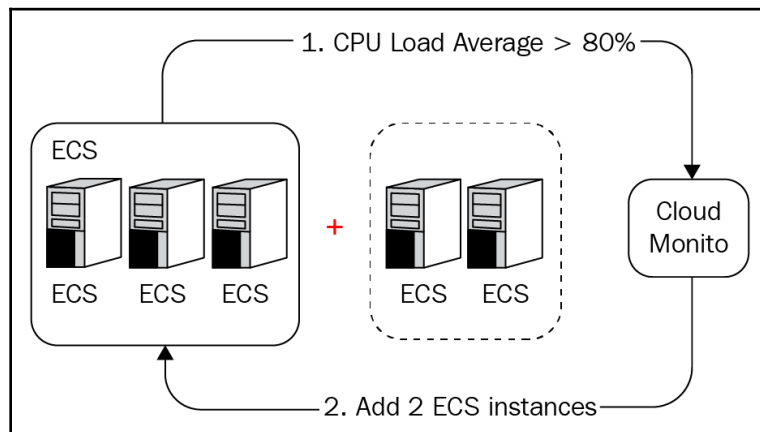 1. CPU Load Average > 80%
ECS
ECS ECS ECS
+
ECS ECS
Cloud
Monito
2. Add 2 ECS instances